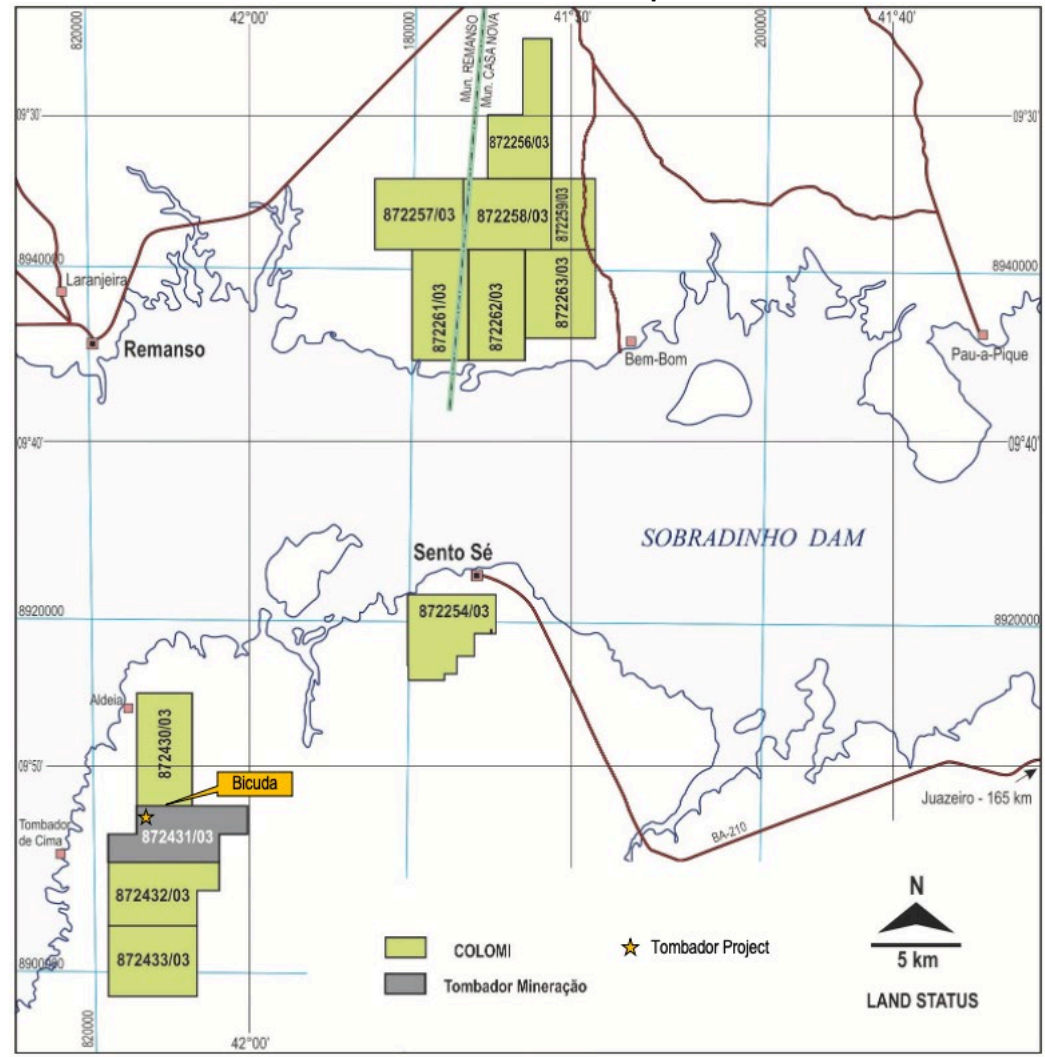 820000
42°00'
180000
41°50'
200000
41°40'
Mun. REMANSO
Mun. CASA NOVA
09°30'
09°30'
872256/03
872257/03
872258/03
872259/03
8940000
8940000
Laranjeira
872261/03
872262/03
872263/03
Remanso
Bem-Bom
Pau-a-Pique
09°40'
09°40'
SOBRADINHO DAM
Sento Sé
8920000
872254/03
8920000
Aldeia
872430/03
09°50'
Bicuda
Juazeiro - 165 km
Tombador
de Cima
872431/03
BA-210
872432/03
N
COLOMI
Tombador Project
872433/03
5 km
8900000
Tombador Mineração
LAND STATUS
820000
42°00'